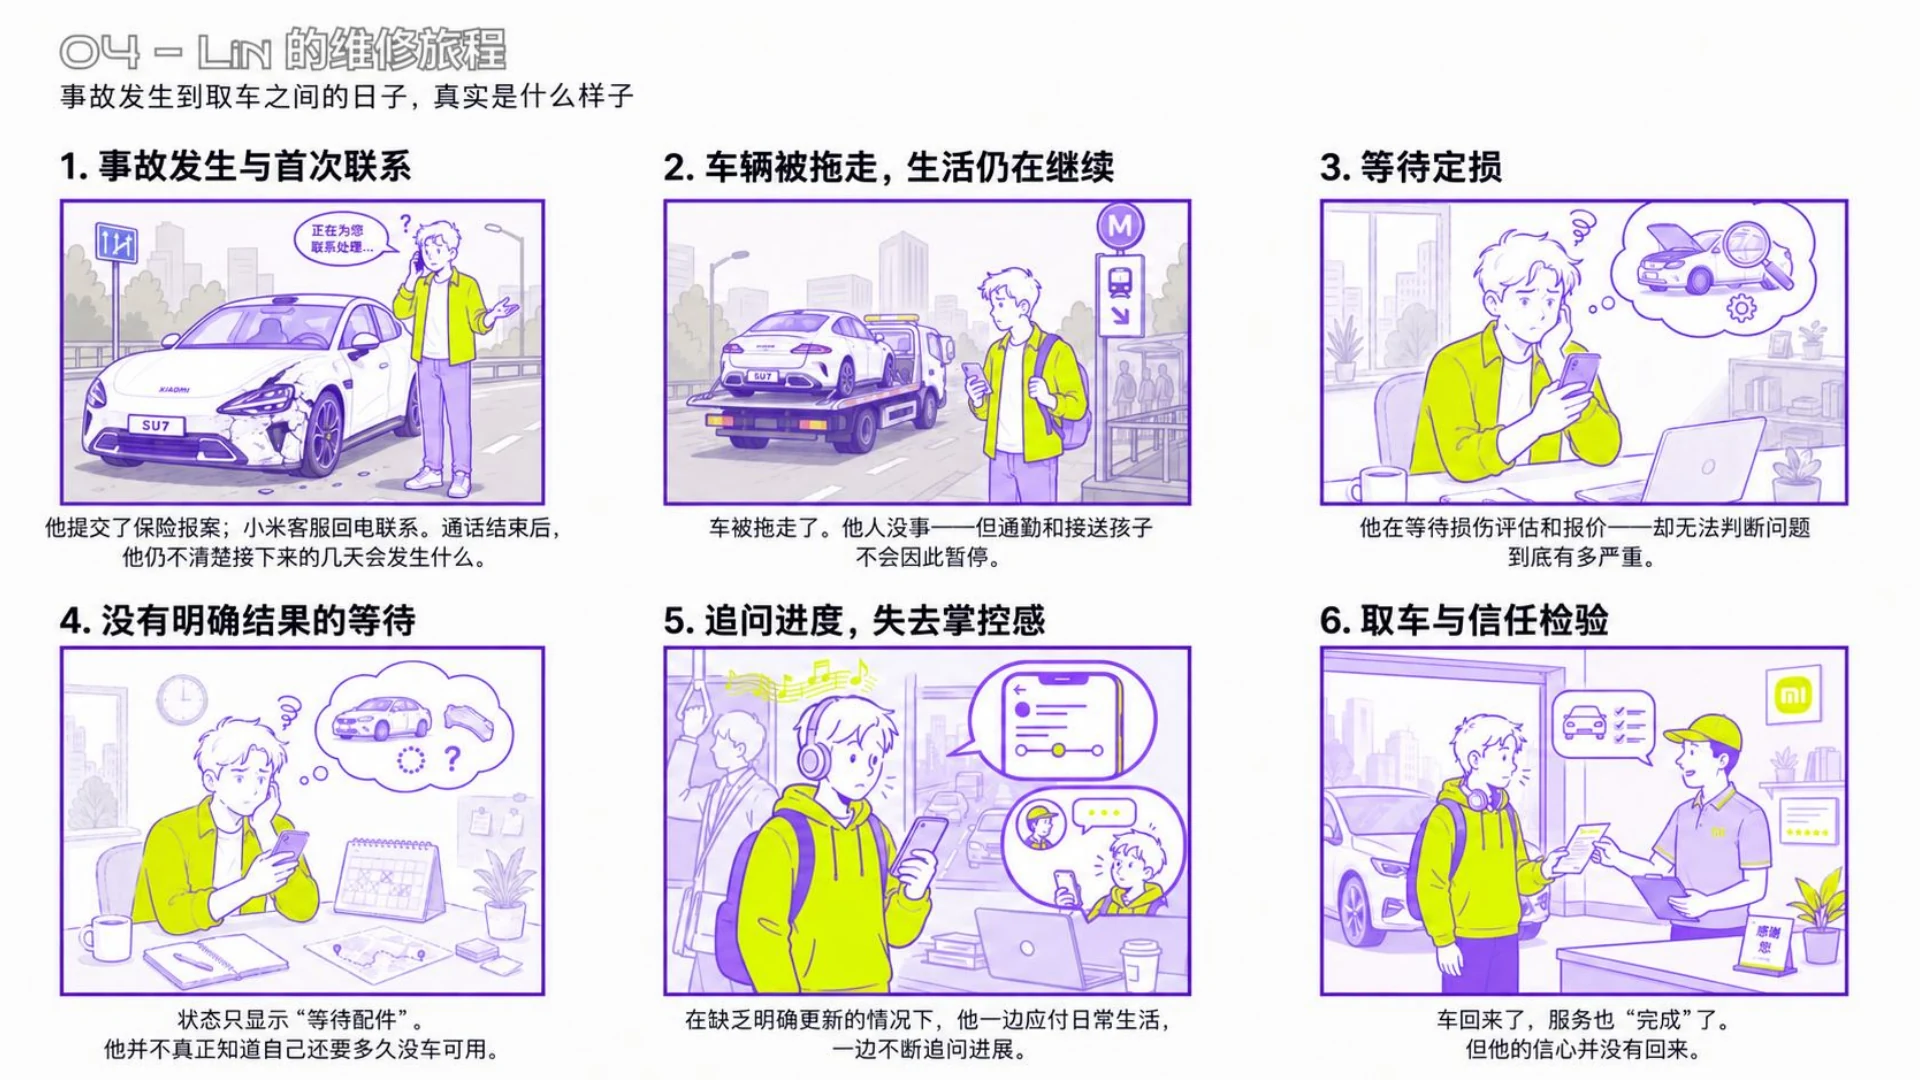 04 - LiN 的维修旅程
事故发生到取车之间的日子，真实是什么样子
1. 事故发生与首次联系
正在为您
联系处理...
?
XIAOMI
SU7
他提交了保险报案；小米客服回电联系。通话结束后，
他仍不清楚接下来的几天会发生什么。
2. 车辆被拖走，生活仍在继续
M
SU7
车被拖走了。他人没事——但通勤和接送孩子
不会因此暂停。
3. 等待定损
他在等待损伤评估和报价——却无法判断问题
到底有多严重。
4. 没有明确结果的等待
?
状态只显示“等待配件”。
他并不真正知道自己还要多久没车可用。
5. 追问进度，失去掌控感
在缺乏明确更新的情况下，他一边应付日常生活，
一边不断追问进展。
6. 取车与信任检验
mi
感谢
您
车回来了，服务也“完成”了。
但他的信心并没有回来。